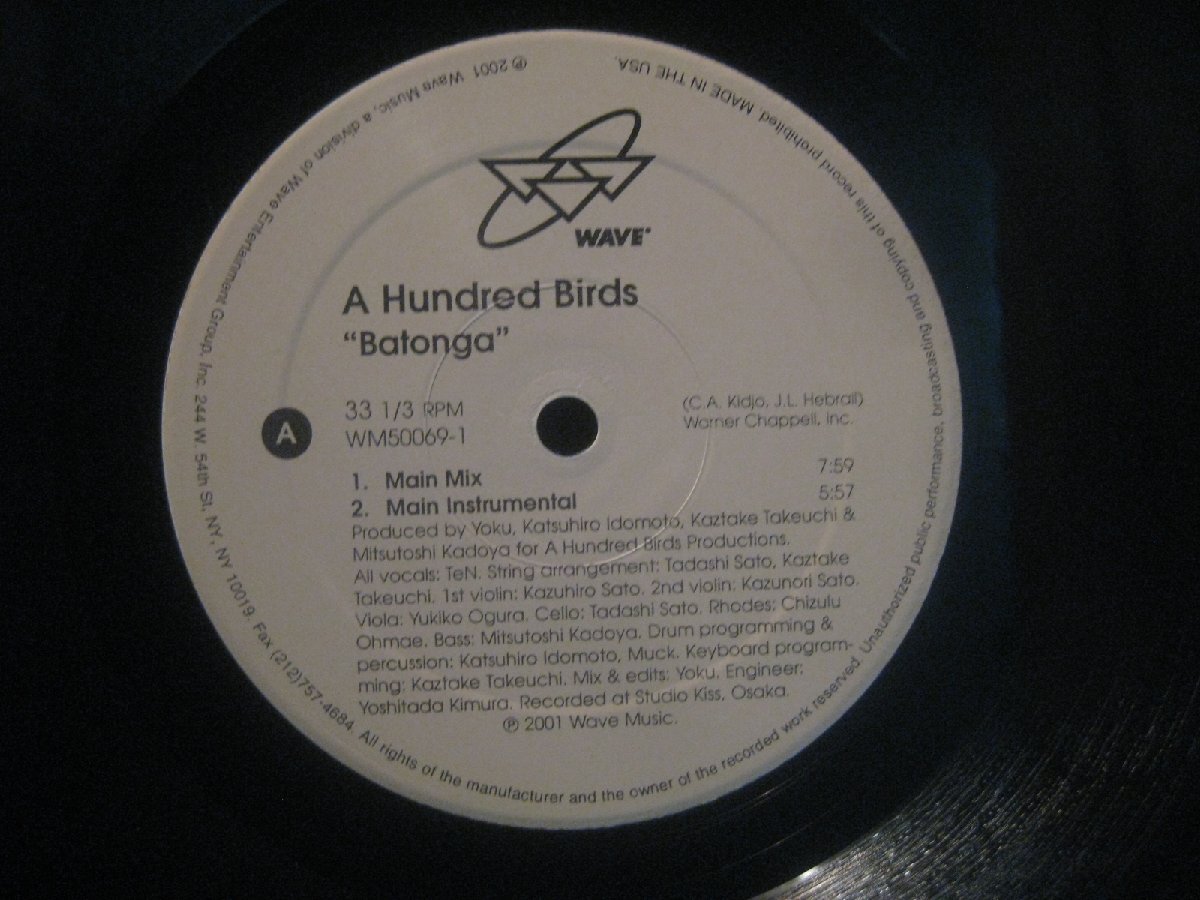 WAVE
A Hundred Birds
“Batonga”
33 1/3 RPM
WM50069-1
(C.A. Kidjo, J.L. Hebrail)
Warner Chappell, Inc.
A
1. Main Mix 7:59
2. Main Instrumental 5:57
Produced by Yoku, Katsuhiro Idomoto, Kaztake Takeuchi &
Mitsutoshi Kadoya for A Hundred Birds Productions.
All vocals: TeN. String arrangement: Tadashi Sato, Kaztake
Takeuchi. 1st violin: Kazuhiro Sato. 2nd violin: Kazunori Sato.
Viola: Yukiko Ogura. Cello: Tadashi Sato. Rhodes: Chizulu
Ohmae. Bass: Mitsutoshi Kadoya. Drum programming &
percussion: Katsuhiro Idomoto, Muck. Keyboard program-
ming: Kaztake Takeuchi. Mix & edits: Yoku. Engineer:
Yoshitada Kimura. Recorded at Studio Kiss, Osaka.
℗ 2001 Wave Music.
℗ 2001 Wave Music, a division of Wave Entertainment Group, Inc. 244 W. 54th St, NY, NY 10019. Fax (212)757-4684. All rights of the manufacturer and the owner of the recorded work reserved. Unauthorized public performance, broadcasting and copying of this record prohibited. MADE IN THE USA.